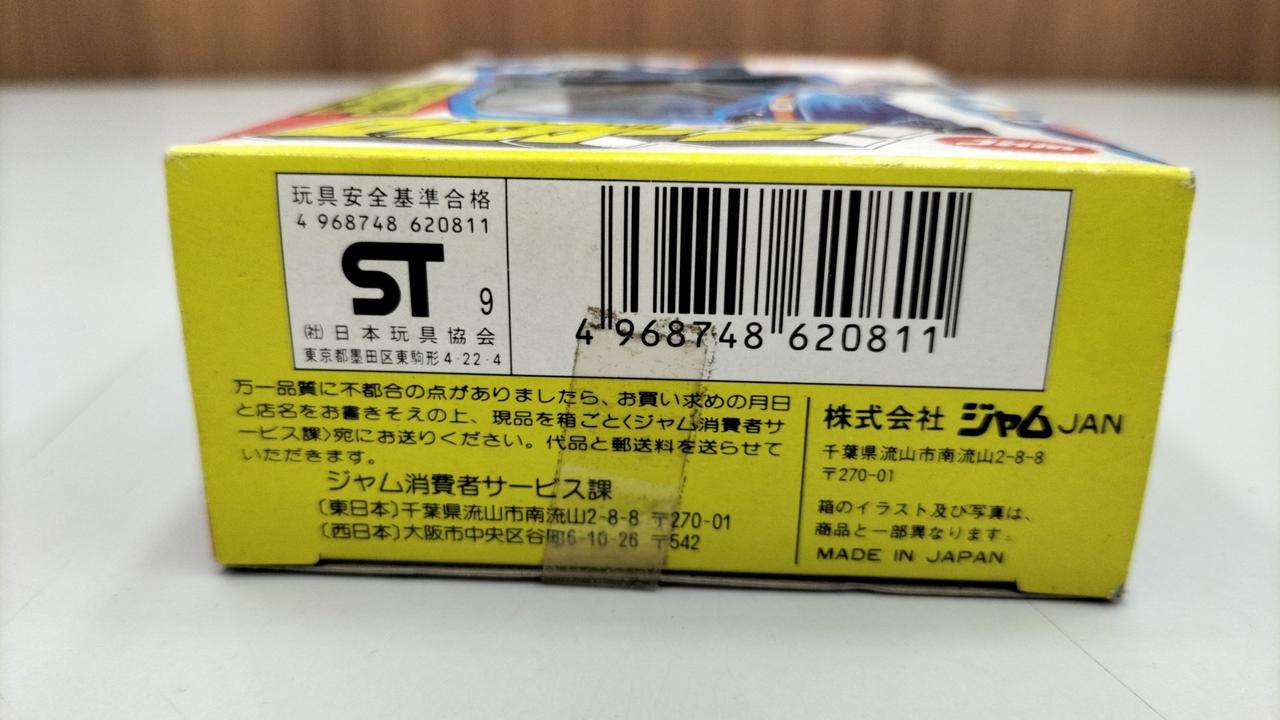 玩具安全基準合格
4 968748 620811
ST 9
(社)日本玩具協会
東京都墨田区東駒形4-22-4
4 968748 620811
万一品質に不都合の点がありましたら、お買い求めの月日
と店名をお書きそえの上、現品を箱ごと〈ジャム消費者サ
ービス課〉宛にお送りください。代品と郵送料を送らせて
いただきます。
ジャム消費者サービス課
〔東日本〕千葉県流山市南流山2-8-8 〒270-01
〔西日本〕大阪市中央区谷町6-10-26 〒542
株式会社 ジャム JAN
千葉県流山市南流山2-8-8
〒270-01
箱のイラスト及び写真は、
商品と一部異なります。
MADE IN JAPAN